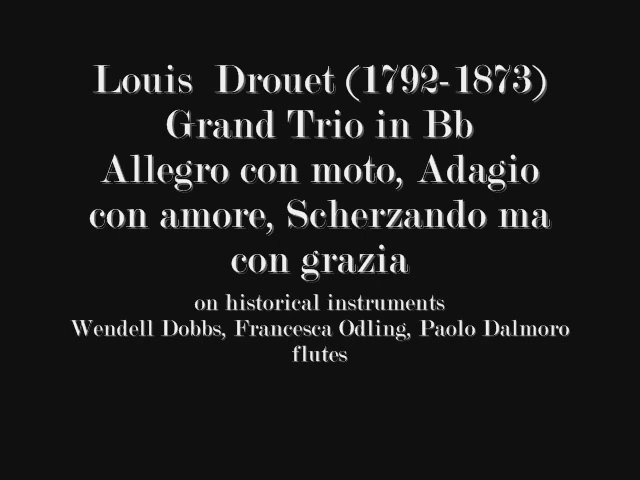 Louis Drouet (1792-1873)
Grand Trio in Bb
Allegro con moto, Adagio
con amore, Scherzando ma
con grazia
on historical instruments
Wendell Dobbs, Francesca Odling, Paolo Dalmoro
flutes